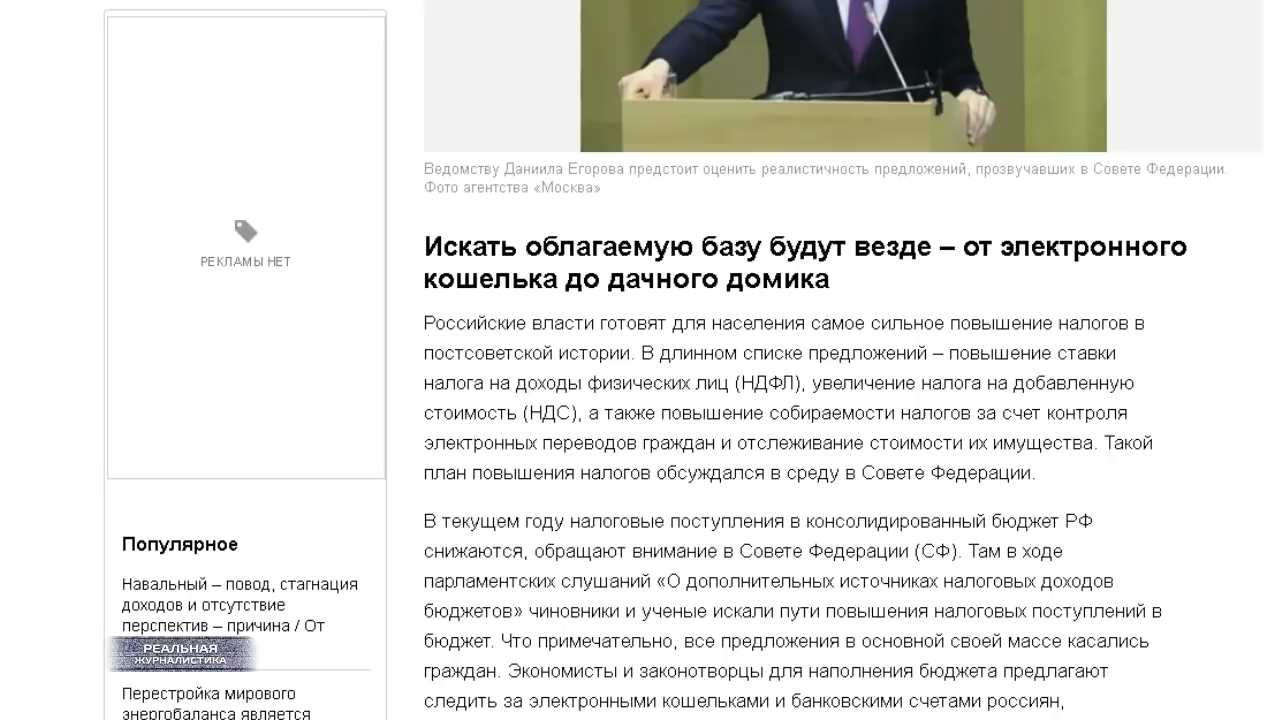 Ведомству Даниила Егорова предстоит оценить реалистичность предложений, прозвучавших в Совете Федерации.
Фото агентства «Москва»
Искать облагаемую базу будут везде – от электронного
кошелька до дачного домика
Российские власти готовят для населения самое сильное повышение налогов в
постсоветской истории. В длинном списке предложений – повышение ставки
налога на доходы физических лиц (НДФЛ), увеличение налога на добавленную
стоимость (НДС), а также повышение собираемости налогов за счет контроля
электронных переводов граждан и отслеживание стоимости их имущества. Такой
план повышения налогов обсуждался в среду в Совете Федерации.
В текущем году налоговые поступления в консолидированный бюджет РФ
снижаются, обращают внимание в Совете Федерации (СФ). Там в ходе
парламентских слушаний «О дополнительных источниках налоговых доходов
бюджетов» чиновники и ученые искали пути повышения налоговых поступлений в
бюджет. Что примечательно, все предложения в основной своей массе касались
граждан. Экономисты и законотворцы для наполнения бюджета предлагают
следить за электронными кошельками и банковскими счетами россиян,
РЕКЛАМЫ НЕТ
Популярное
Навальный – повод, стагнация
доходов и отсутствие
перспектив – причина / От
РЕАЛЬНАЯ
ЖУРНАЛИСТИКА
Перестройка мирового
энергобаланса является